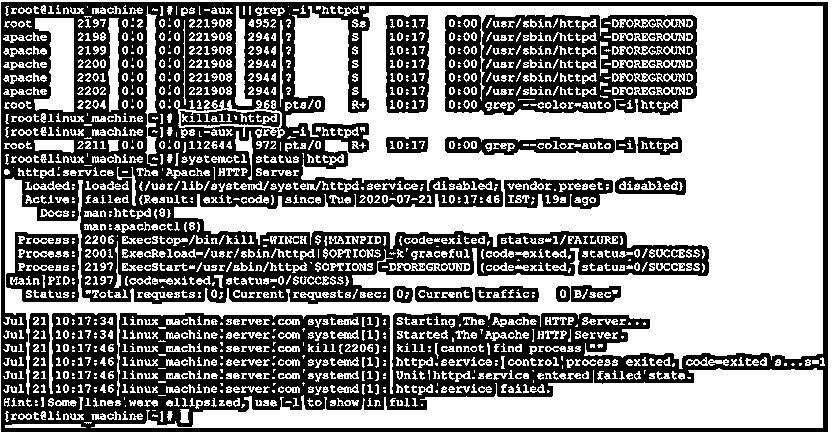 [root@linux_machine ~]# ps -aux | grep -i "httpd"
root 2197 0.2 0.0 221908 4952 ? Ss 10:17 0:00 /usr/sbin/httpd -DFOREGROUND
apache 2198 0.0 0.0 221908 2944 ? S 10:17 0:00 /usr/sbin/httpd -DFOREGROUND
apache 2199 0.0 0.0 221908 2944 ? S 10:17 0:00 /usr/sbin/httpd -DFOREGROUND
apache 2200 0.0 0.0 221908 2944 ? S 10:17 0:00 /usr/sbin/httpd -DFOREGROUND
apache 2201 0.0 0.0 221908 2944 ? S 10:17 0:00 /usr/sbin/httpd -DFOREGROUND
apache 2202 0.0 0.0 221908 2944 ? S 10:17 0:00 /usr/sbin/httpd -DFOREGROUND
root 2204 0.0 0.0 112644 968 pts/0 R+ 10:17 0:00 grep --color=auto -i httpd
[root@linux_machine ~]# killall httpd
[root@linux_machine ~]# ps -aux | grep -i "httpd"
root 2211 0.0 0.0 112644 972 pts/0 R+ 10:17 0:00 grep --color=auto -i httpd
[root@linux_machine ~]# systemctl status httpd
● httpd.service - The Apache HTTP Server
Loaded: loaded (/usr/lib/systemd/system/httpd.service; disabled; vendor preset: disabled)
Active: failed (Result: exit-code) since Tue 2020-07-21 10:17:46 IST; 19s ago
Docs: man:httpd(8)
man:apachectl(8)
Process: 2206 ExecStop=/bin/kill -WINCH ${MAINPID} (code=exited, status=1/FAILURE)
Process: 2001 ExecReload=/usr/sbin/httpd $OPTIONS -k graceful (code=exited, status=0/SUCCESS)
Process: 2197 ExecStart=/usr/sbin/httpd $OPTIONS -DFOREGROUND (code=exited, status=0/SUCCESS)
Main PID: 2197 (code=exited, status=0/SUCCESS)
Status: "Total requests: 0; Current requests/sec: 0; Current traffic: 0 B/sec"
Jul 21 10:17:34 linux_machine.server.com systemd[1]: Starting The Apache HTTP Server...
Jul 21 10:17:34 linux_machine.server.com systemd[1]: Started The Apache HTTP Server.
Jul 21 10:17:46 linux_machine.server.com kill[2206]: kill: cannot find process ""
Jul 21 10:17:46 linux_machine.server.com systemd[1]: httpd.service: control process exited, code=exited s...s=1
Jul 21 10:17:46 linux_machine.server.com systemd[1]: Unit httpd.service entered failed state.
Jul 21 10:17:46 linux_machine.server.com systemd[1]: httpd.service failed.
Hint: Some lines were ellipsized, use -l to show in full.
[root@linux_machine ~]#